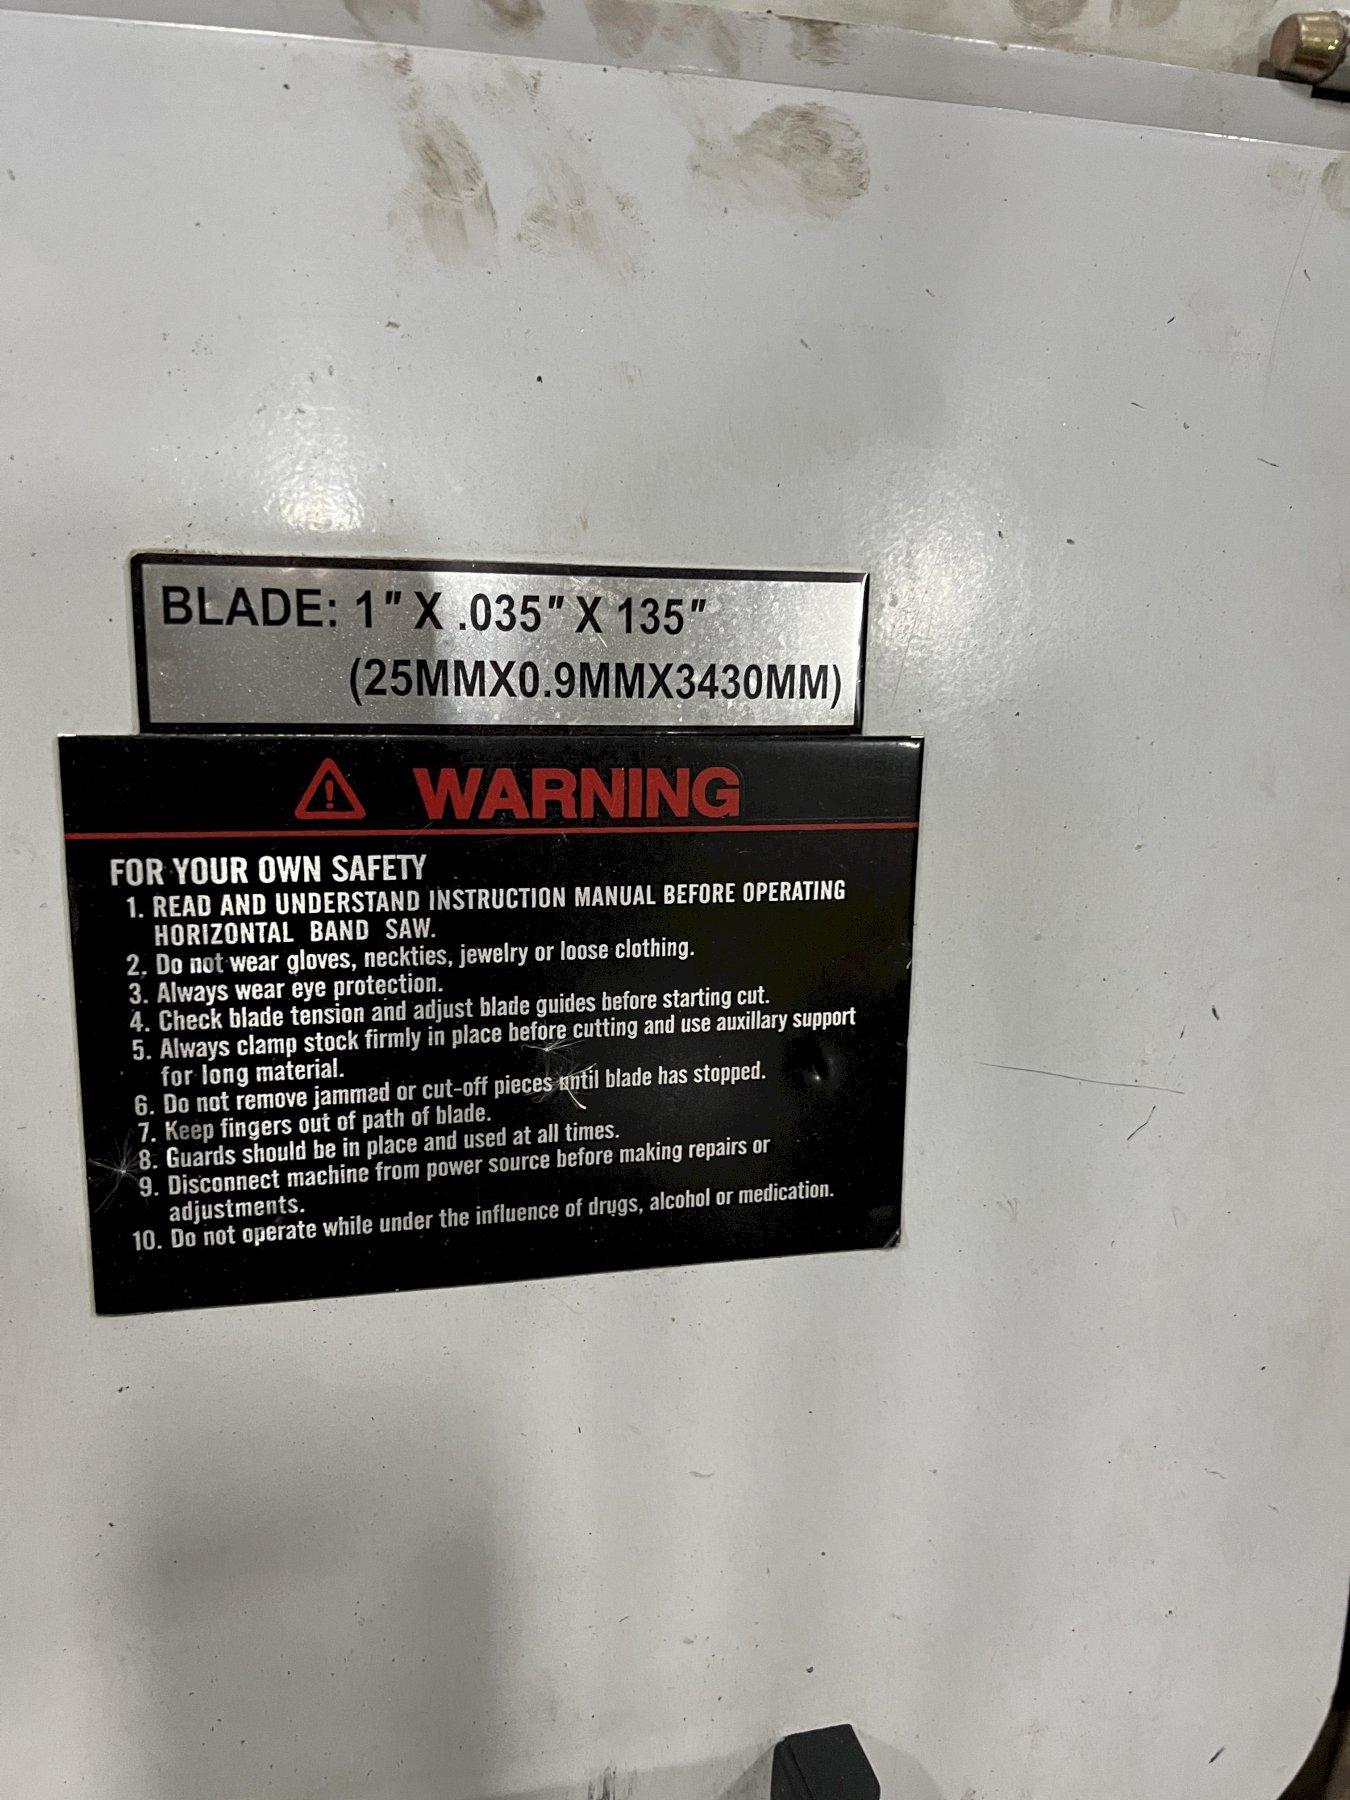 BLADE: 1" X .035" X 135"
(25MMX0.9MMX3430MM)
WARNING
FOR YOUR OWN SAFETY
1. READ AND UNDERSTAND INSTRUCTION MANUAL BEFORE OPERATING
HORIZONTAL BAND SAW.
2. Do not wear gloves, neckties, jewelry or loose clothing.
3. Always wear eye protection.
4. Check blade tension and adjust blade guides before starting cut.
5. Always clamp stock firmly in place before cutting and use auxillary support
for long material.
6. Do not remove jammed or cut-off pieces until blade has stopped.
7. Keep fingers out of path of blade.
8. Guards should be in place and used at all times.
9. Disconnect machine from power source before making repairs or
adjustments.
10. Do not operate while under the influence of drugs, alcohol or medication.